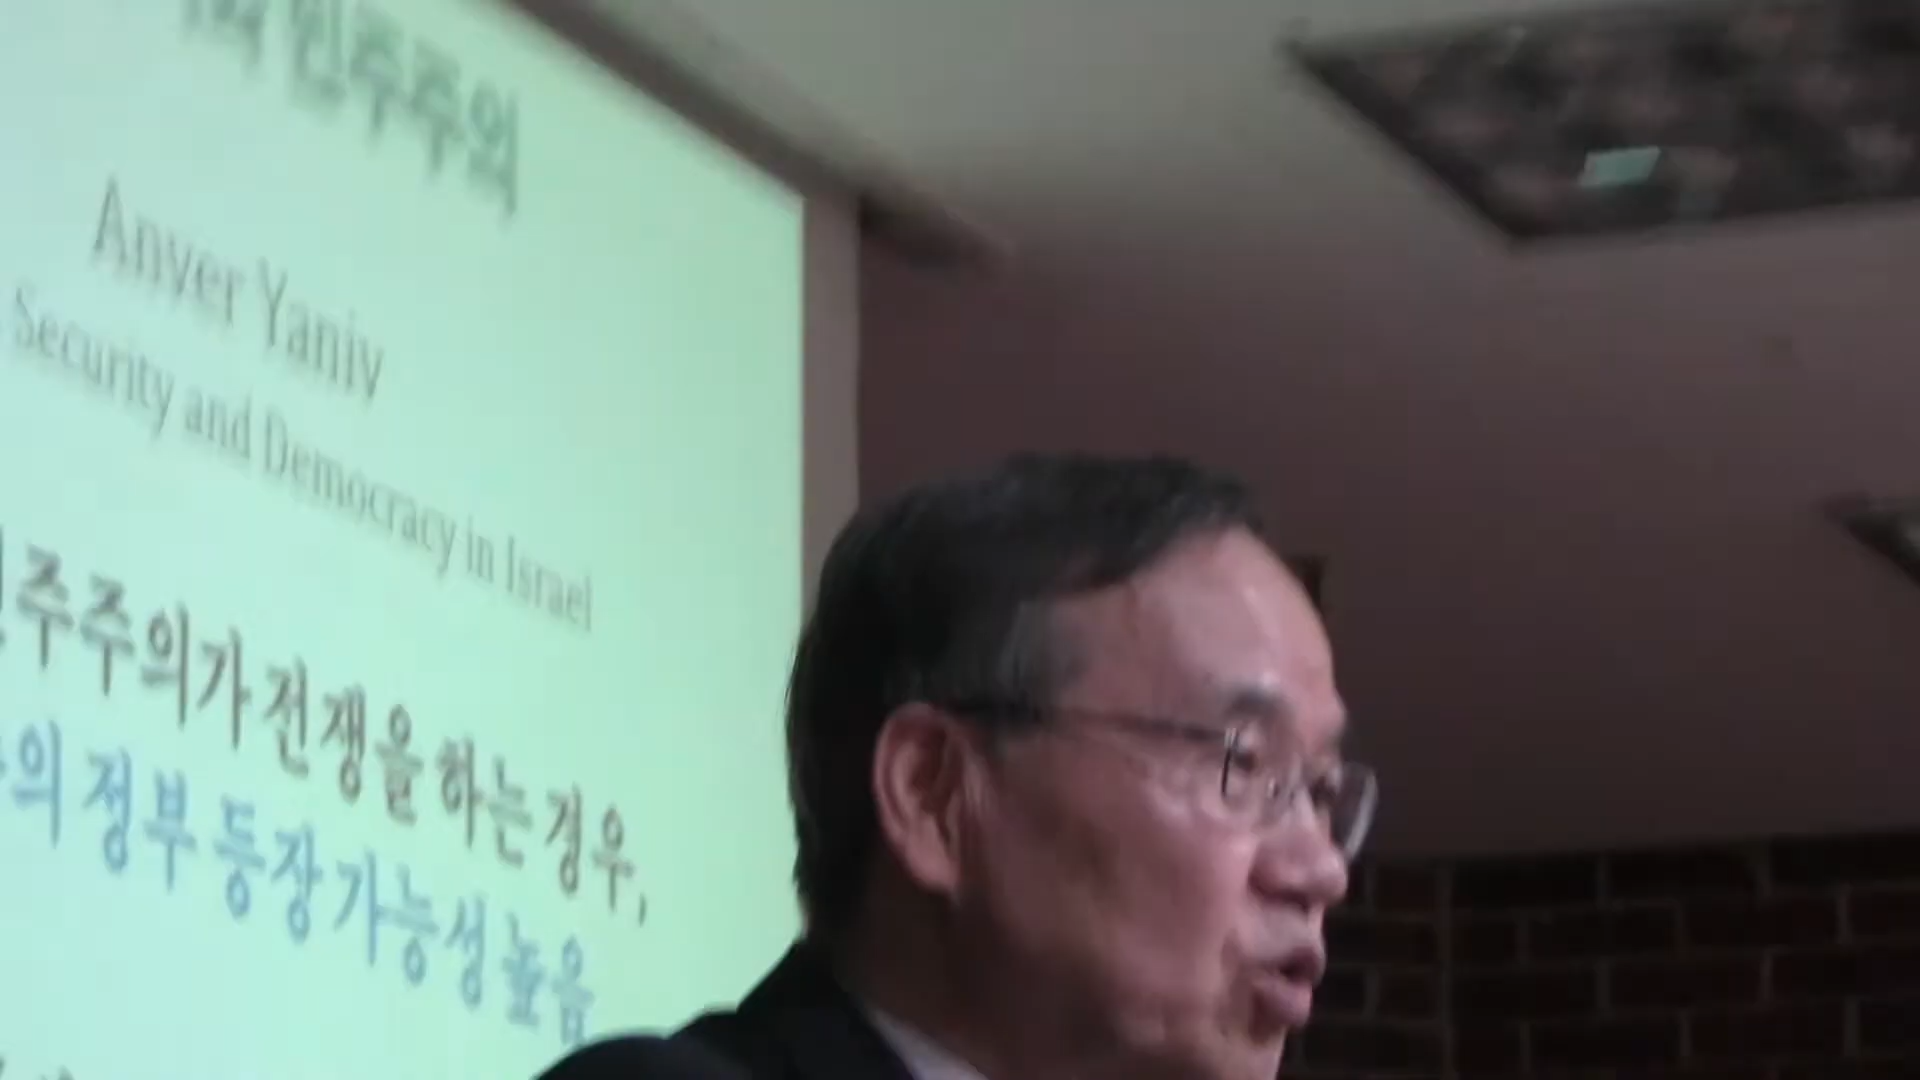 민주주의
Anver Yaniv
Security and Democracy in Israel
민주주의가 전쟁을 하는 경우,
주의 정부 등장 가능성 높음